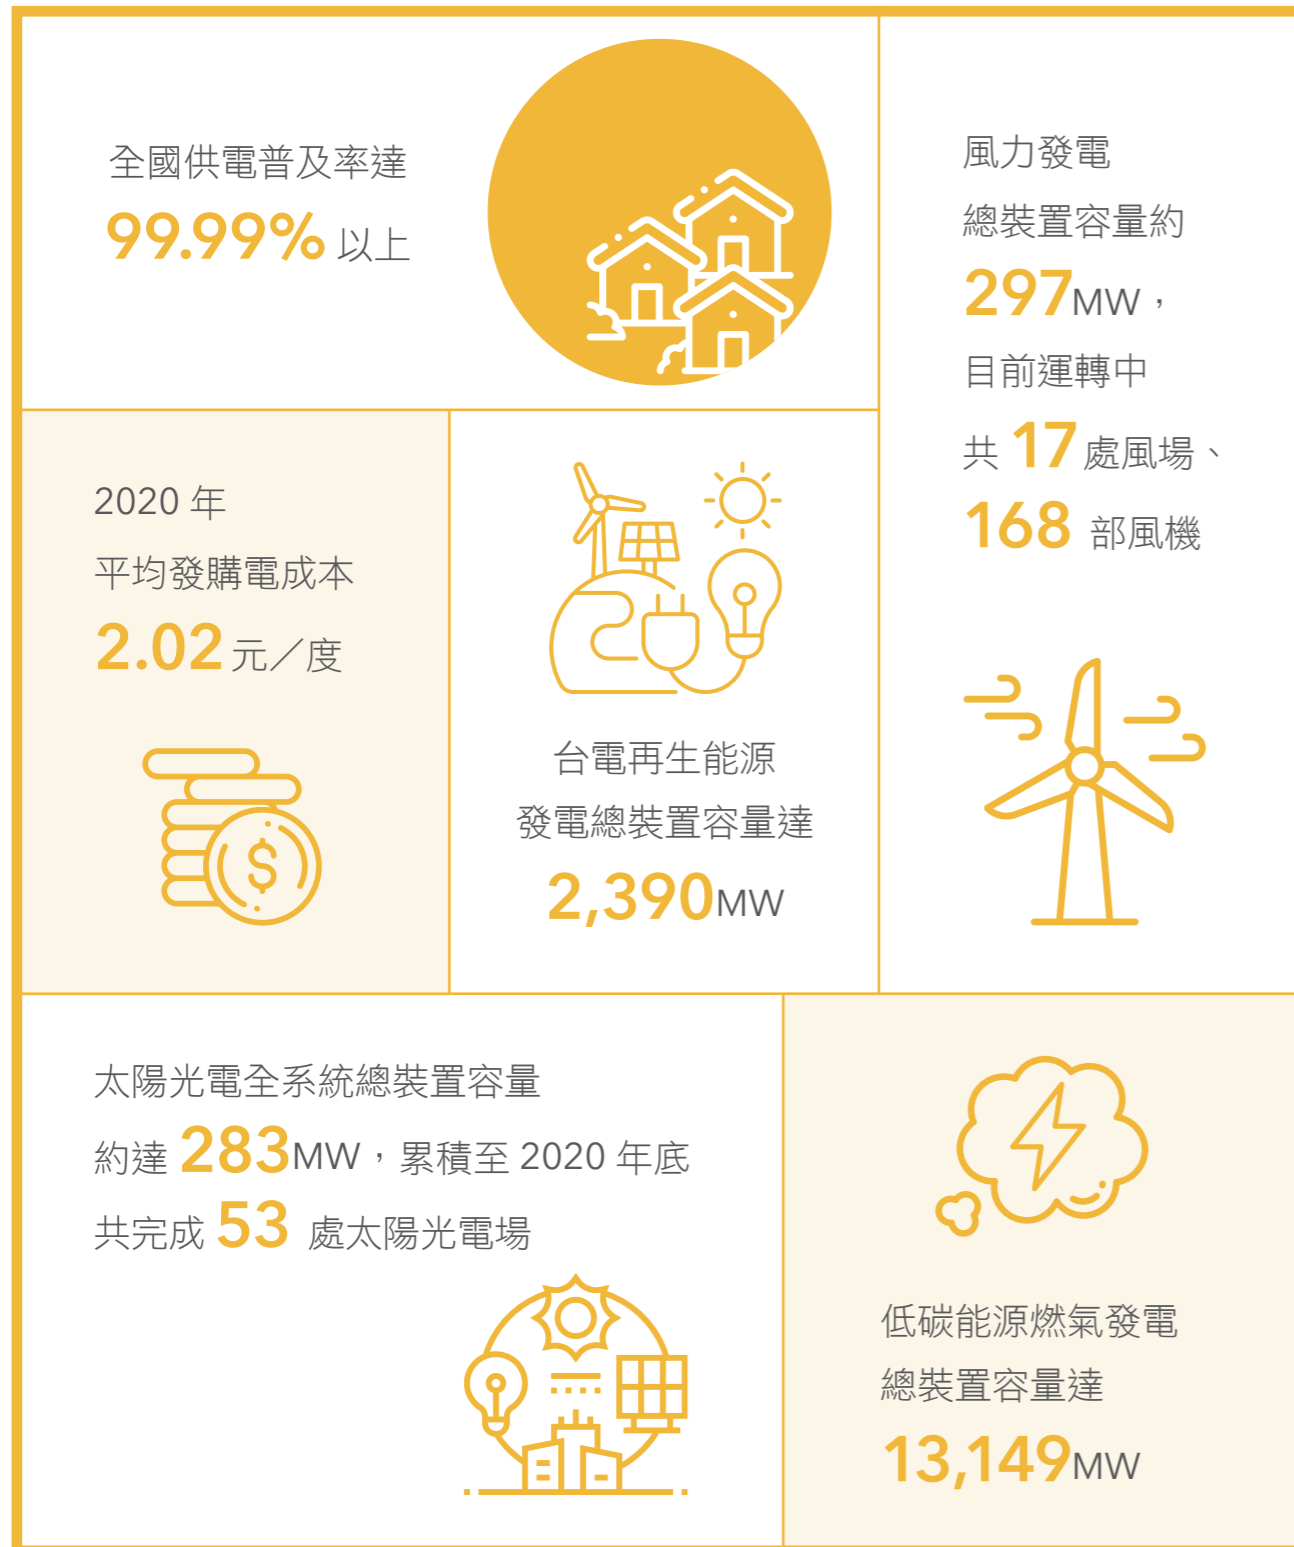 全國供電普及率達
99.99% 以上
風力發電
總裝置容量約
297MW，
目前運轉中
共 17 處風場、
168 部風機
2020 年
平均發購電成本
2.02 元／度
台電再生能源
發電總裝置容量達
2,390MW
太陽光電全系統總裝置容量
約達 283MW，累積至 2020 年底
共完成 53 處太陽光電場
低碳能源燃氣發電
總裝置容量達
13,149MW